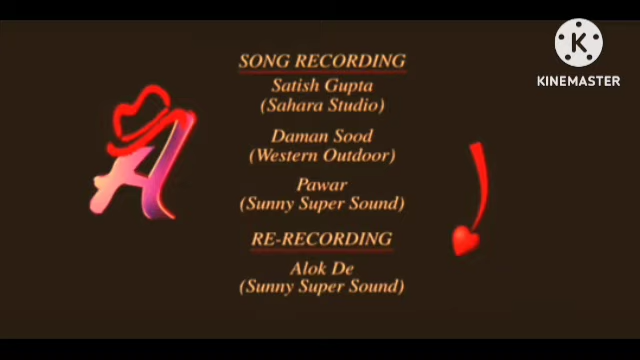 SONG RECORDING
Satish Gupta
(Sahara Studio)
Daman Sood
(Western Outdoor)
Pawar
(Sunny Super Sound)
RE-RECORDING
Alok De
(Sunny Super Sound)
A
!
K
KINEMASTER